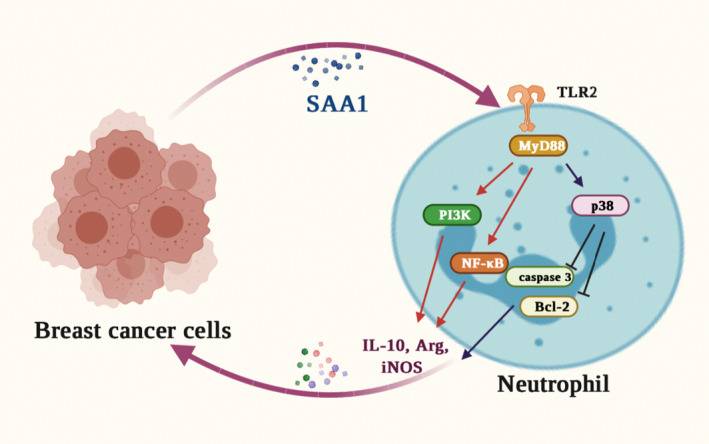 SAA1
TLR2
MyD88
p38
PI3K
NF-κB
caspase 3
Bcl-2
IL-10, Arg,
iNOS
Breast cancer cells
Neutrophil